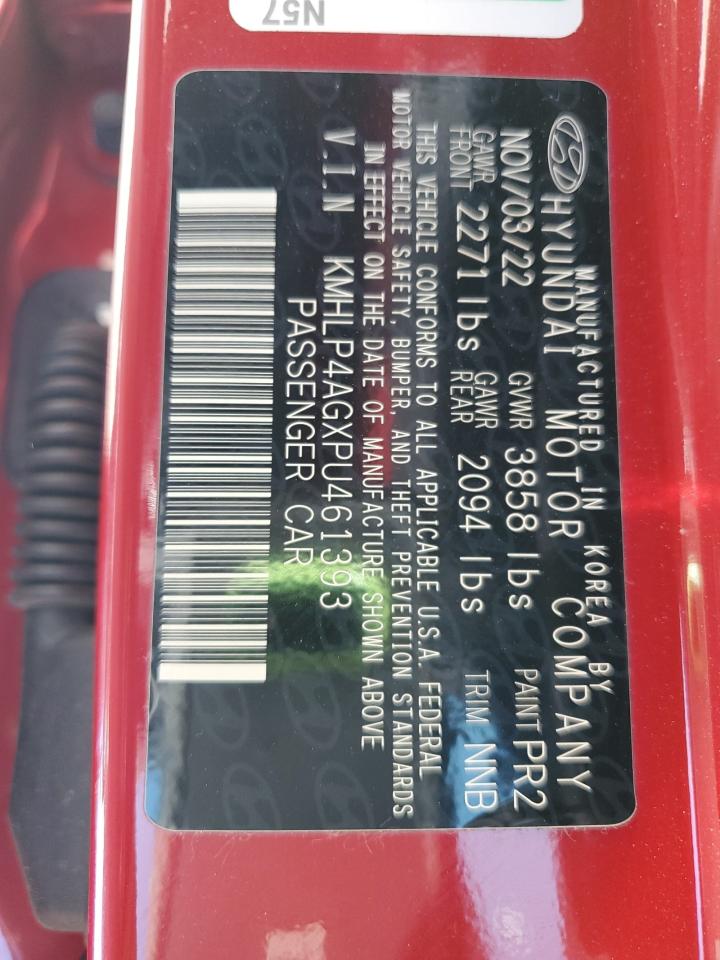 N57
MANUFACTURED IN KOREA BY
HYUNDAI MOTOR COMPANY
NOV/03/22 GVWR 3858 lbs PAINT PR2
GAWR FRONT 2271 lbs GAWR REAR 2094 lbs TRIM NNB
THIS VEHICLE CONFORMS TO ALL APPLICABLE U.S.A. FEDERAL
MOTOR VEHICLE SAFETY, BUMPER, AND THEFT PREVENTION STANDARDS
IN EFFECT ON THE DATE OF MANUFACTURE SHOWN ABOVE
V.I.N KMHLP4AGXPU461393
PASSENGER CAR